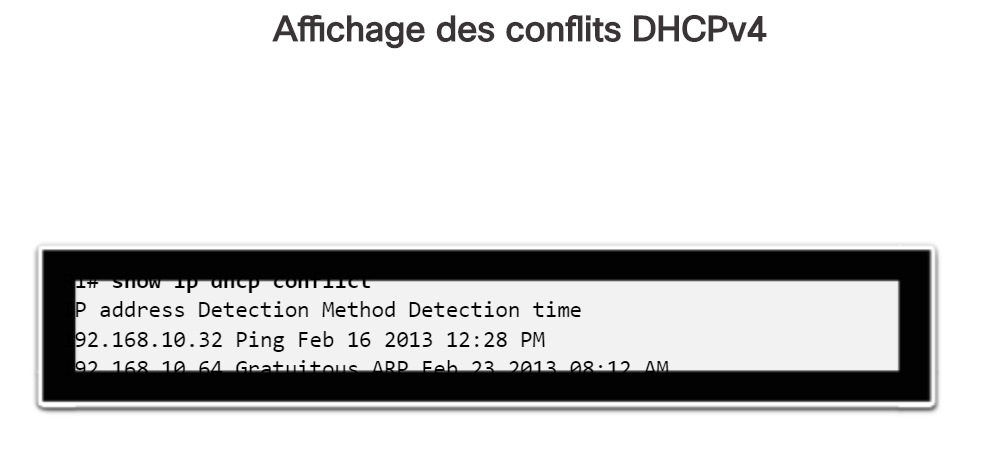 Affichage des conflits DHCPv4
1# show ip dhcp conflict
P address Detection Method Detection time
92.168.10.32 Ping Feb 16 2013 12:28 PM
92.168.10.64 Gratuitous ARP Feb 23 2013 08:12 AM